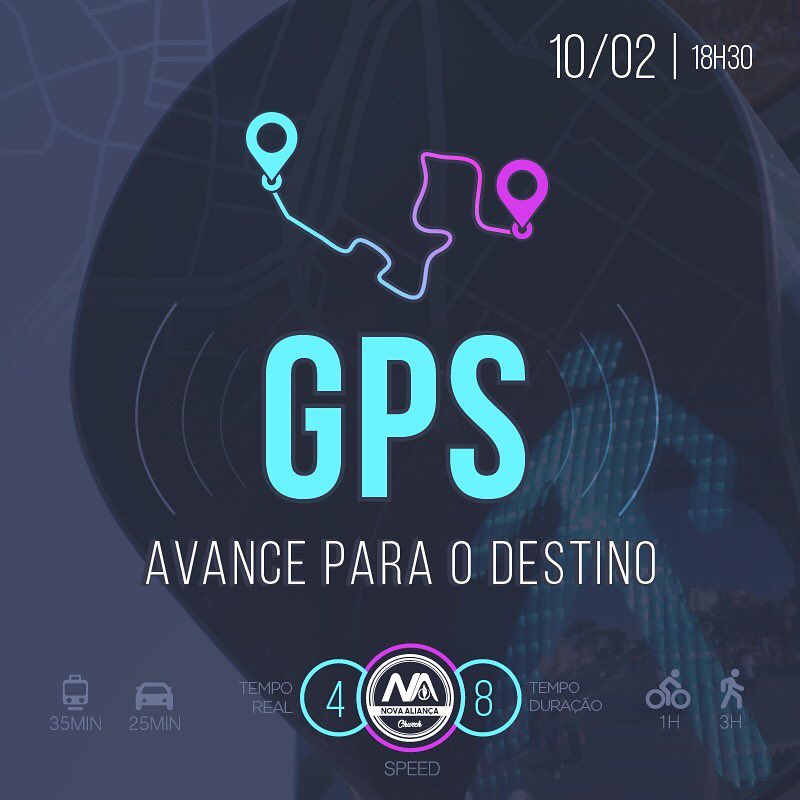 10/02 | 18H30
GPS
AVANCE PARA O DESTINO
35MIN
25MIN
TEMPO
REAL
4
NOVA ALIANÇA
Church
8
TEMPO
DURAÇÃO
1H
3H
SPEED